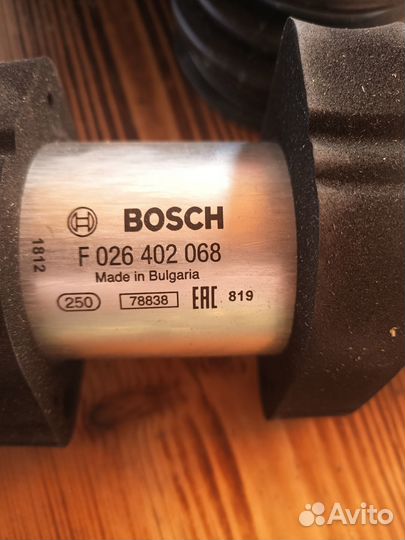 BOSCH
F 026 402 068
Made in Bulgaria
250 78838 EAC 819
1812
Avito